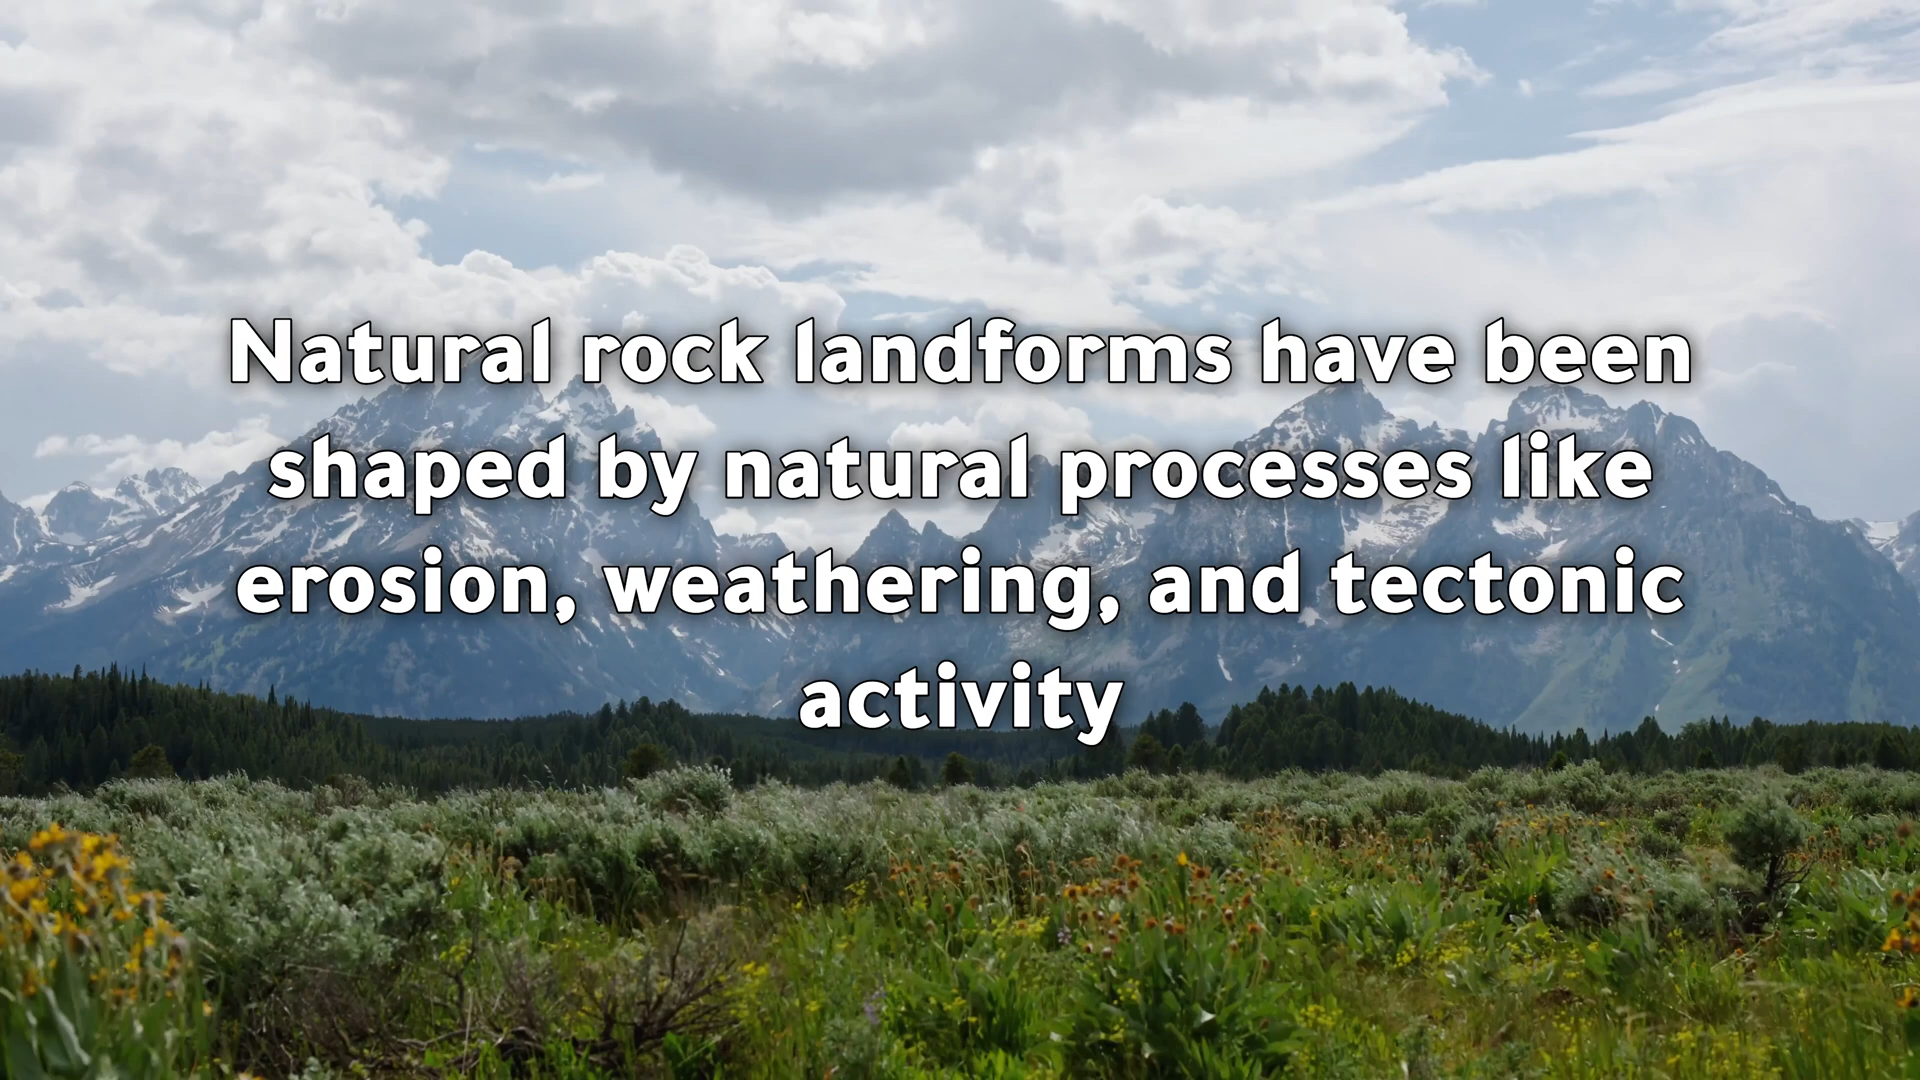 Natural rock landforms have been
shaped by natural processes like
erosion, weathering, and tectonic
activity